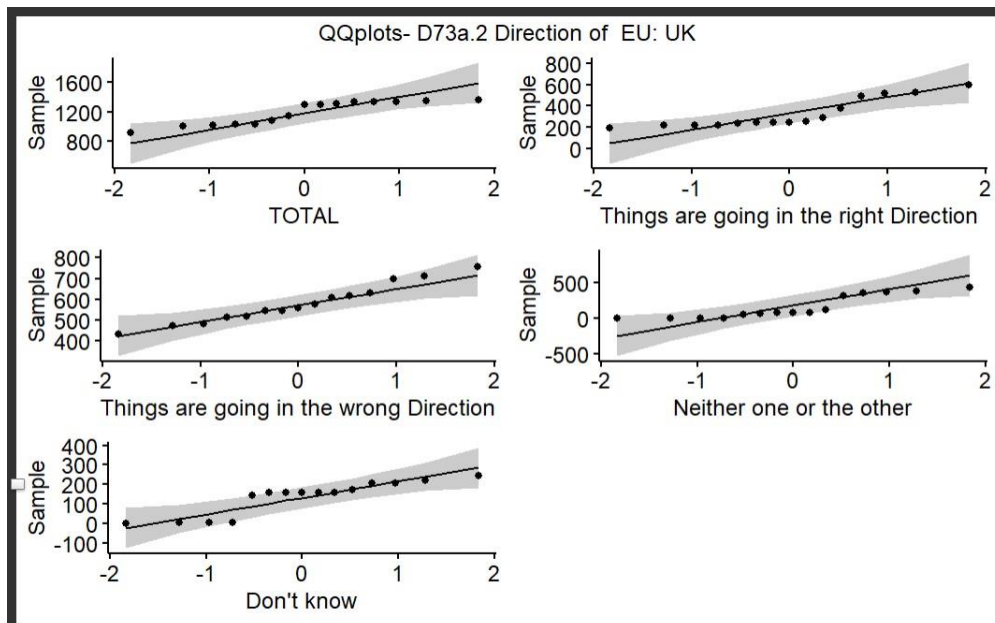 QQplots- D73a.2 Direction of  EU: UK
Sample
1600
1200
800
-2 -1 0 1 2
TOTAL
Sample
800
600
400
200
0
-2 -1 0 1 2
Things are going in the right Direction
Sample
800
700
600
500
400
-2 -1 0 1 2
Things are going in the wrong Direction
Sample
500
0
-500
-2 -1 0 1 2
Neither one or the other
Sample
400
300
200
100
0
-100
-2 -1 0 1 2
Don't know